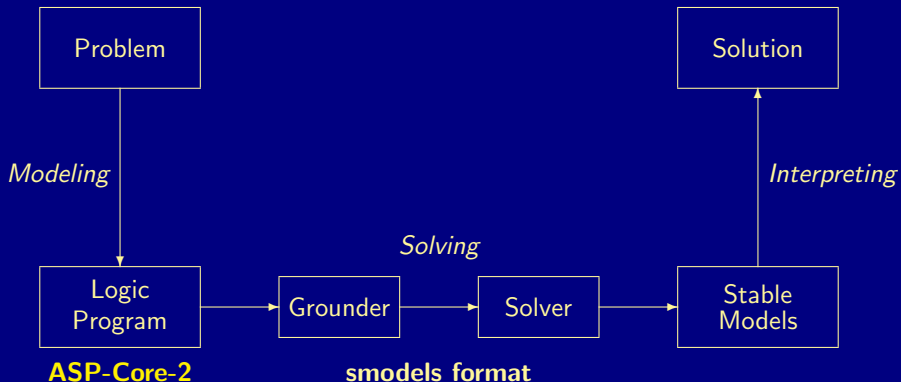 Problem
Solution
Modeling
Interpreting
Solving
Logic
Program
Grounder
Solver
Stable
Models
ASP-Core-2
smodels format